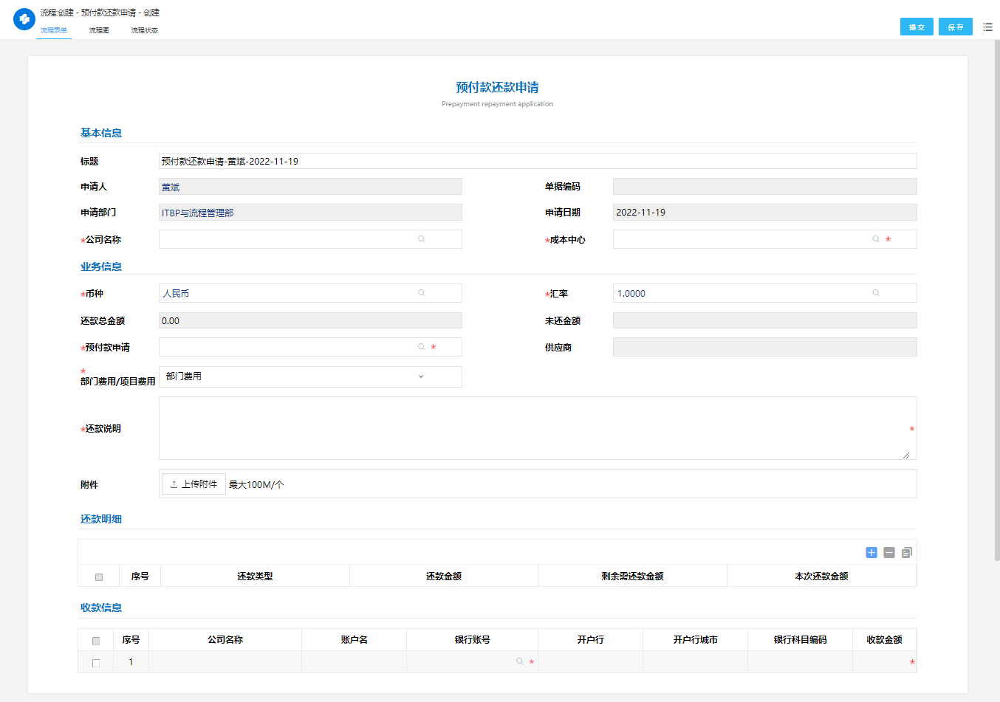 流程:创建 - 预付款还款申请 - 创建
流程表单 流程图 流程状态
提交 保存
预付款还款申请
Prepayment repayment application
基本信息
标题 预付款还款申请-黄斌-2022-11-19
申请人 黄斌 单据编码
申请部门 ITBP与流程管理部 申请日期 2022-11-19
*公司名称 *成本中心 *
业务信息
*币种 人民币 *汇率 1.0000
还款总金额 0.00 未还金额
*预付款申请 * 供应商
*
部门费用/项目费用 部门费用
*还款说明 *
附件 上传附件 最大100M/个
还款明细
序号 还款类型 还款金额 剩余需还款金额 本次还款金额
收款信息
序号 公司名称 账户名 银行账号 开户行 开户行城市 银行科目编码 收款金额
1 * *